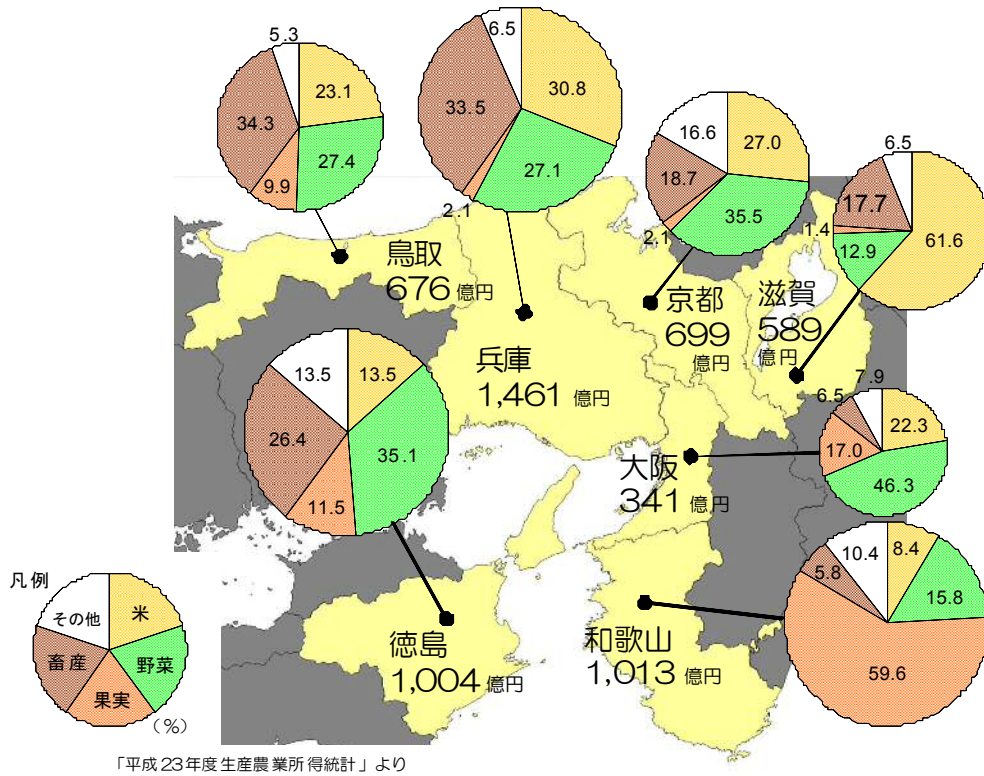 5.3
23.1
27.4
9.9
34.3
6.5
30.8
27.1
2.1
33.5
16.6
27.0
35.5
2.1
18.7
6.5
61.6
12.9
1.4
17.7
鳥取
676 億円
兵庫
1,461 億円
京都
699
億円
滋賀
589
億円
13.5
13.5
35.1
11.5
26.4
7.9
22.3
46.3
17.0
6.5
大阪
341 億円
10.4
8.4
15.8
59.6
5.8
徳島
1,004 億円
和歌山
1,013 億円
凡例
その他
米
野菜
果実
畜産
(%)
「平成23年度生産農業所得統計」より